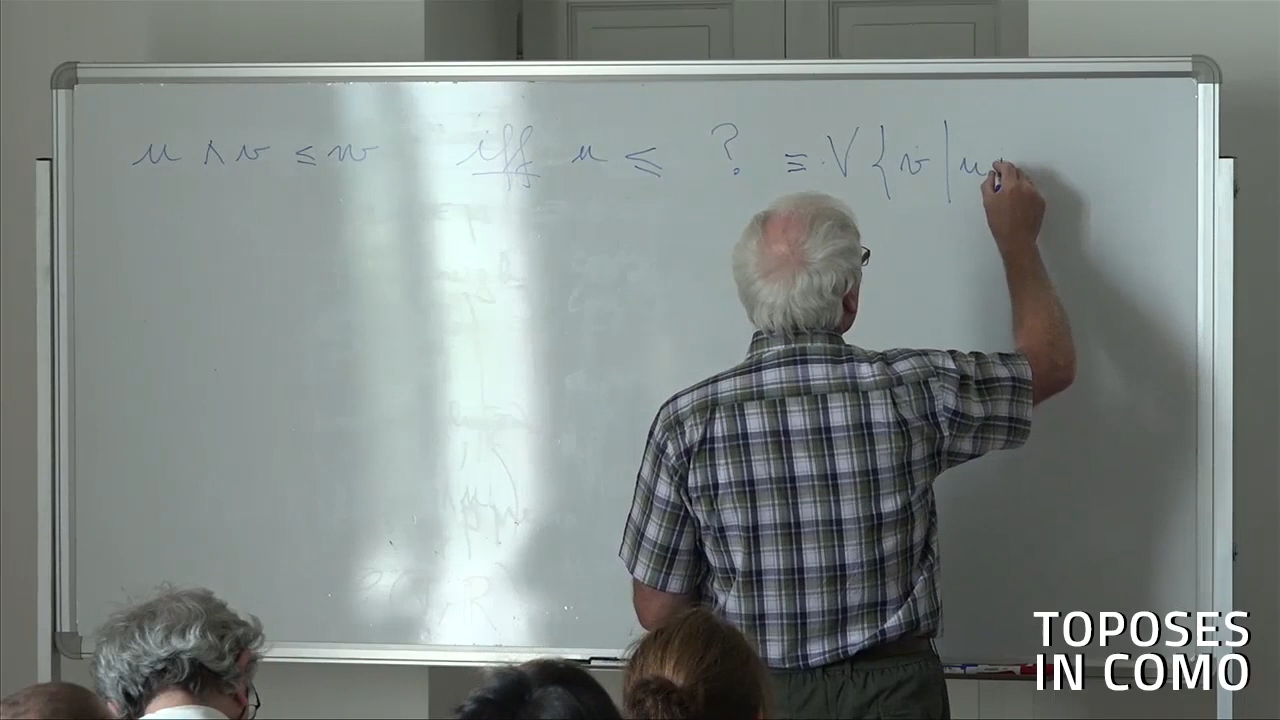 u ∧ v ≤ w iff u ≤ ? = ⋁ { v | u
TOPOSES
IN COMO